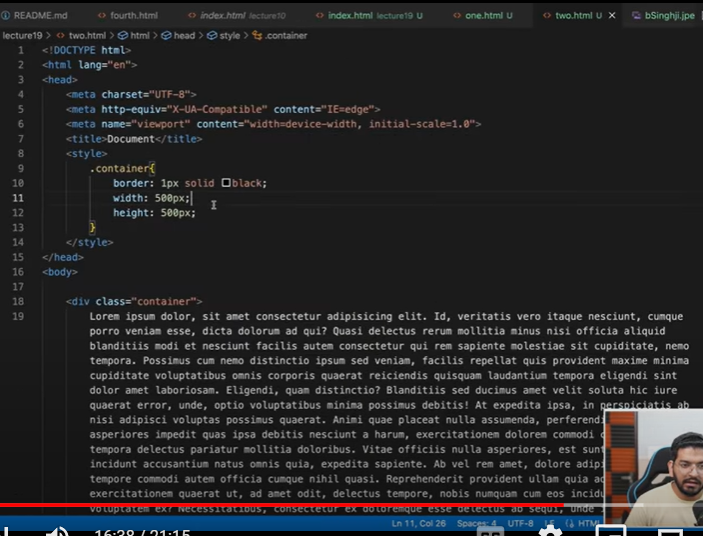 README.md fourth.html index.html lecture10 index.html lecture19 U one.html U two.html U bSinghji.jpe
lecture19 > two.html > html > head > style > .container
1 <!DOCTYPE html>
2 <html lang="en">
3 <head>
4 <meta charset="UTF-8">
5 <meta http-equiv="X-UA-Compatible" content="IE=edge">
6 <meta name="viewport" content="width=device-width, initial-scale=1.0">
7 <title>Document</title>
8 <style>
9 .container{
10 border: 1px solid black;
11 width: 500px;
12 height: 500px;
13 }
14 </style>
15 </head>
16 <body>
17
18 <div class="container">
19 Lorem ipsum dolor, sit amet consectetur adipisicing elit. Id, veritatis vero itaque nesciunt, cumque
porro veniam esse, dicta dolorum ad qui? Quasi delectus rerum mollitia minus nisi officia aliquid
blanditiis modi et nesciunt facilis autem consectetur qui rem sapiente molestiae sit cupiditate, nemo
tempora. Possimus cum nemo distinctio ipsum sed veniam, facilis repellat quis provident maxime minima
cupiditate voluptatibus omnis corporis quaerat reiciendis quisquam laudantium tempora eligendi sint
dolor amet laboriosam. Eligendi, quam distinctio? Blanditiis sed ducimus amet velit soluta hic iure
quaerat error, unde, optio voluptatibus minima possimus debitis! At expedita ipsa, in perspiciatis ab
nisi adipisci voluptas possimus quaerat. Animi quae placeat nulla assumenda, perferendi
asperiores impedit quas ipsa debitis nesciunt a harum, exercitationem dolorem commodi
tempora delectus pariatur mollitia doloribus. Vitae officiis nulla asperiores, est sunt
incidunt accusantium natus omnis quia, expedita sapiente. Ab vel rem amet, dolore adipi
tempore commodi autem cumque nihil quasi. Reprehenderit provident ullam quia
exercitationem quaerat ut, ad amet odit, delectus tempore, nobis numquam cum eos incidu
voluptatem ex? Necessitatibus, consectetur ex dolorem esse deleniti ab sequi, unde
Ln 11, Col 26 Spaces: 4 UTF-8 LF HTML
16:38 / 21:15